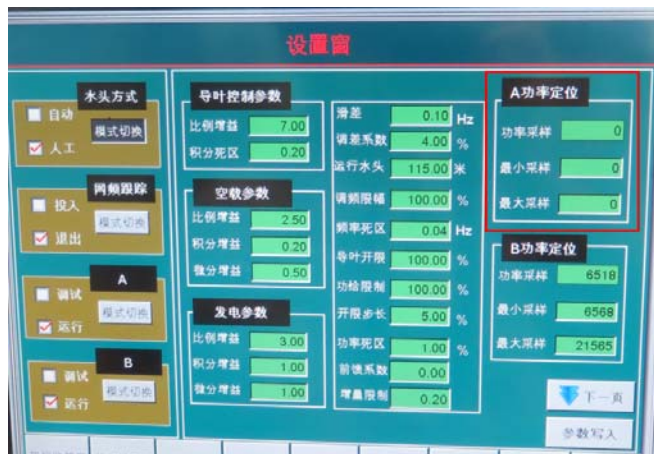 设置窗
水头方式
自动
模式切换
人工
网频跟踪
投入
模式切换
退出
A
调试
模式切换
运行
B
调试
模式切换
运行
导叶控制参数
比例增益 7.00
积分死区 0.20
空载参数
比例增益 2.50
积分增益 0.20
微分增益 0.50
发电参数
比例增益 3.00
积分增益 1.00
微分增益 1.00
滑差 0.10 Hz
调差系数 4.00 %
运行水头 115.00 米
调频限幅 100.00 %
频率死区 0.04 Hz
导叶开限 100.00 %
功给限制 100.00 %
开限步长 5.00 %
功率死区 1.00 %
前馈系数 0.00
增量限制 0.20
A功率定位
功率采样 0
最小采样 0
最大采样 0
B功率定位
功率采样 6518
最小采样 6568
最大采样 21565
下一页
参数写入